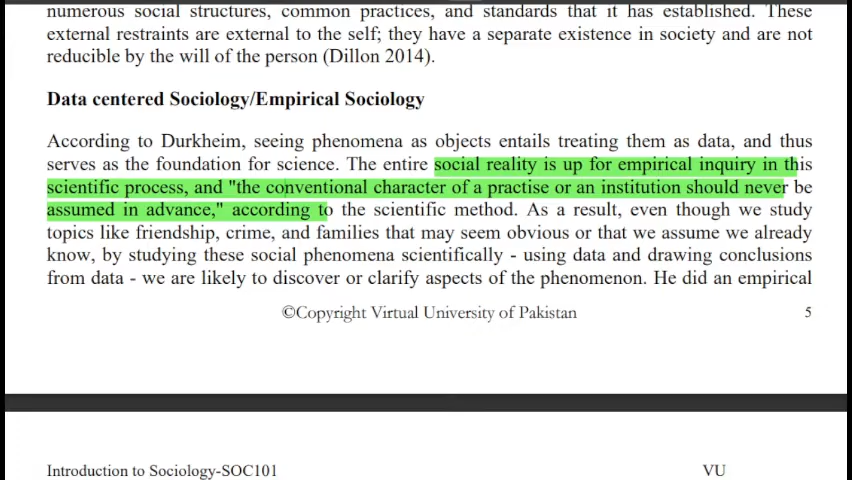 numerous social structures, common practices, and standards that it has established. These
external restraints are external to the self; they have a separate existence in society and are not
reducible by the will of the person (Dillon 2014).
Data centered Sociology/Empirical Sociology
According to Durkheim, seeing phenomena as objects entails treating them as data, and thus
serves as the foundation for science. The entire social reality is up for empirical inquiry in this
scientific process, and "the conventional character of a practise or an institution should never be
assumed in advance," according to the scientific method. As a result, even though we study
topics like friendship, crime, and families that may seem obvious or that we assume we already
know, by studying these social phenomena scientifically - using data and drawing conclusions
from data - we are likely to discover or clarify aspects of the phenomenon. He did an empirical
©Copyright Virtual University of Pakistan 5
Introduction to Sociology-SOC101 VU